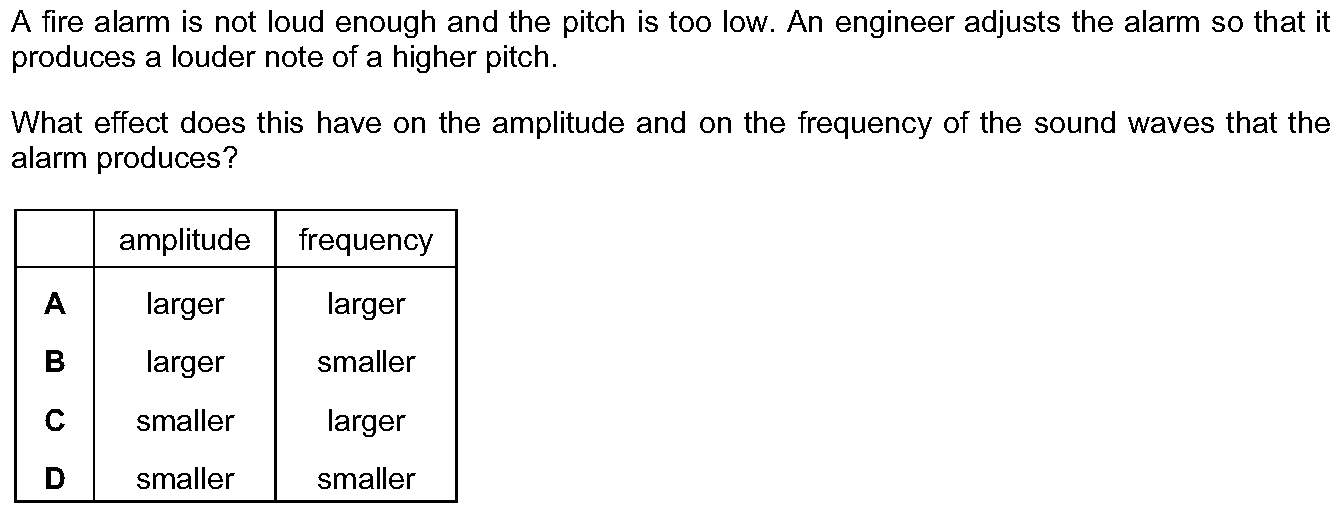 A fire alarm is not loud enough and the pitch is too low. An engineer adjusts the alarm so that it
produces a louder note of a higher pitch.
What effect does this have on the amplitude and on the frequency of the sound waves that the
alarm produces?
amplitude frequency
A larger larger
B larger smaller
C smaller larger
D smaller smaller